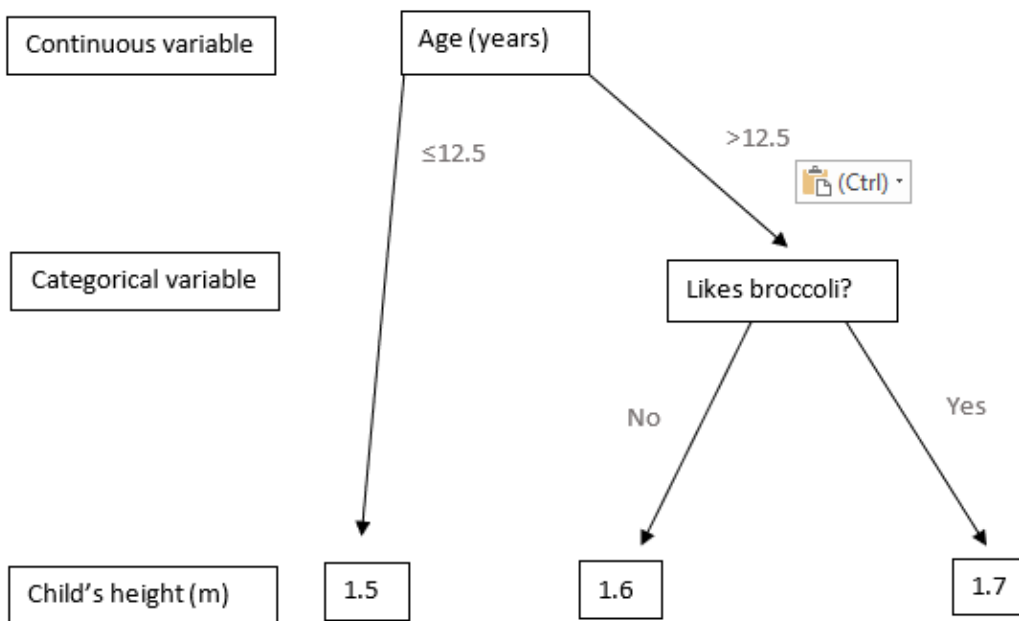 Continuous variable
Age (years)
≤12.5
>12.5
(Ctrl)
Categorical variable
Likes broccoli?
No
Yes
Child's height (m)
1.5
1.6
1.7